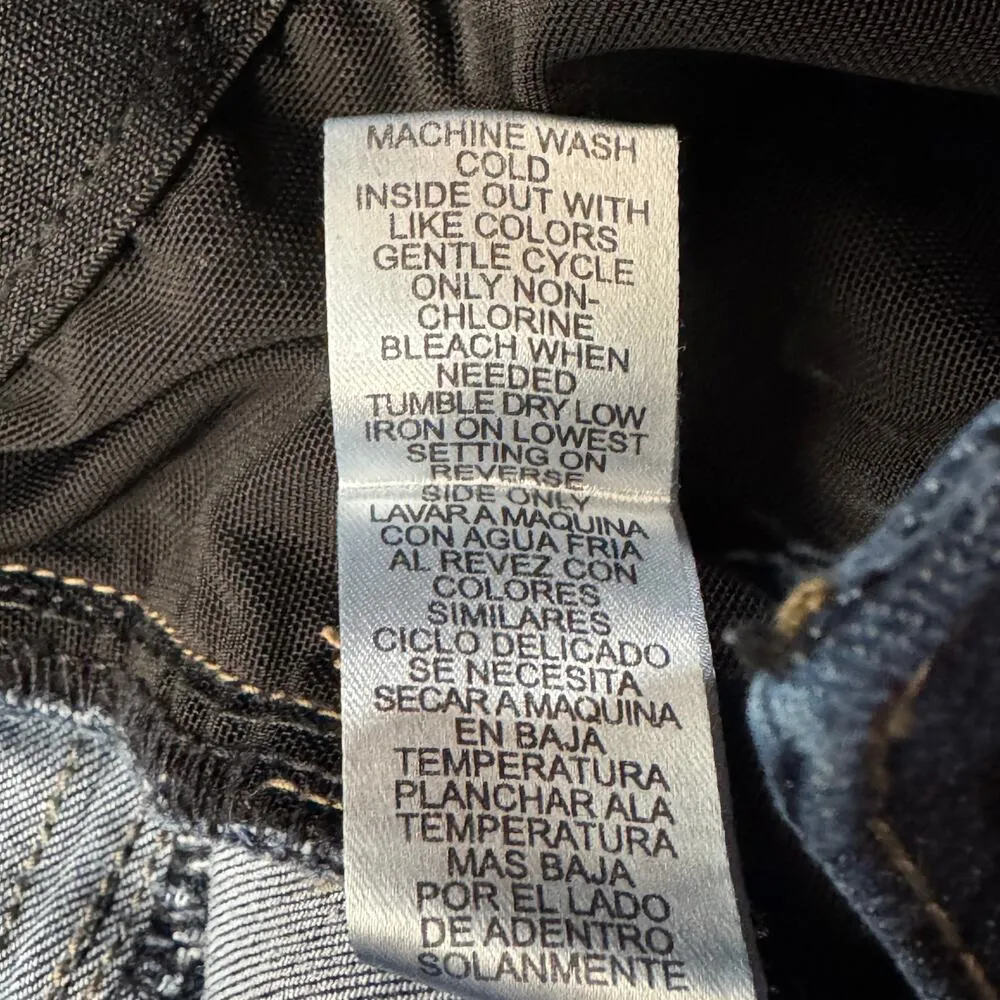 MACHINE WASH
COLD
INSIDE OUT WITH
LIKE COLORS
GENTLE CYCLE
ONLY NON-
CHLORINE
BLEACH WHEN
NEEDED
TUMBLE DRY LOW
IRON ON LOWEST
SETTING ON
REVERSE
SIDE ONLY
LAVAR A MAQUINA
CON AGUA FRIA
AL REVEZ CON
COLORES
SIMILARES
CICLO DELICADO
SE NECESITA
SECAR A MAQUINA
EN BAJA
TEMPERATURA
PLANCHAR ALA
TEMPERATURA
MAS BAJA
POR EL LADO
DE ADENTRO
SOLANMENTE